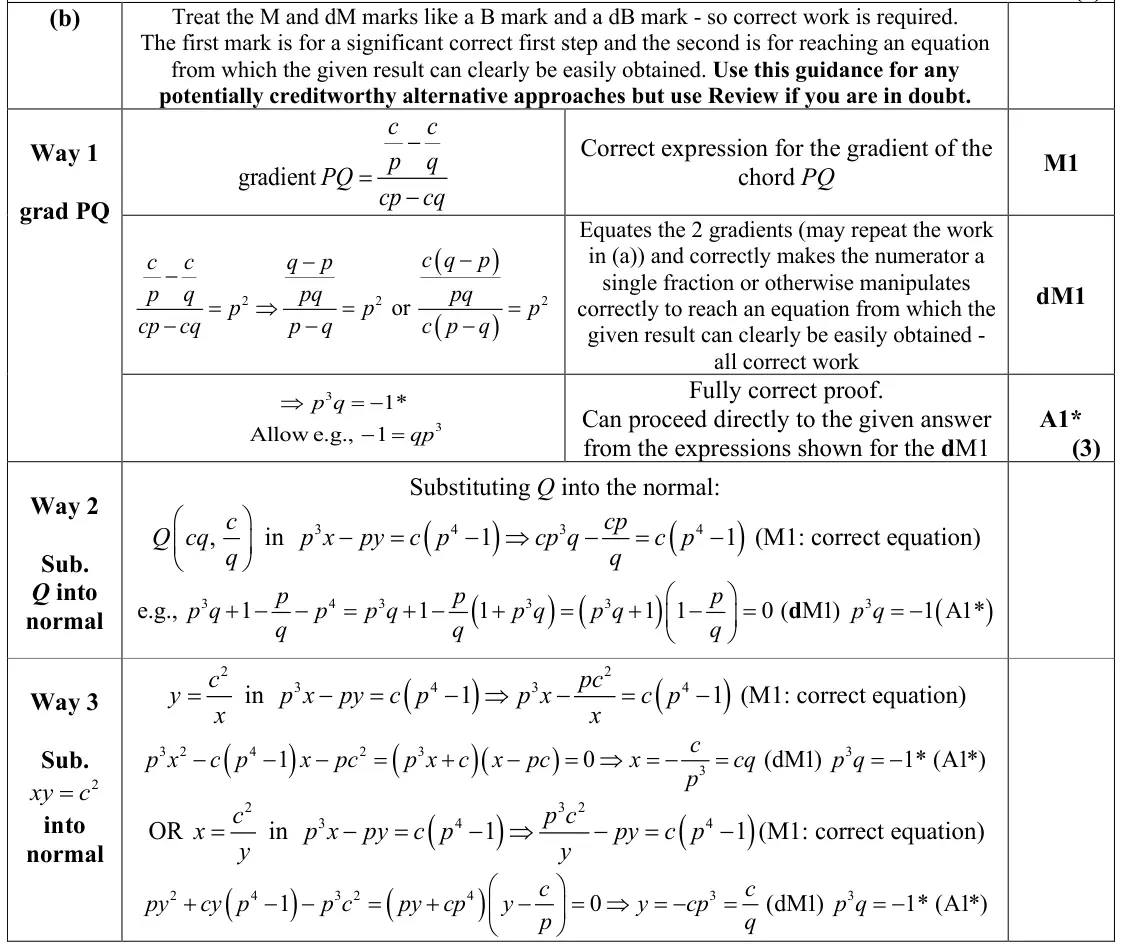 (b)
Treat the M and dM marks like a B mark and a dB mark - so correct work is required.
The first mark is for a significant correct first step and the second is for reaching an equation
from which the given result can clearly be easily obtained. Use this guidance for any
potentially creditworthy alternative approaches but use Review if you are in doubt.
Way 1
grad PQ
gradient PQ = (c/p − c/q)/(cp − cq)
Correct expression for the gradient of the
chord PQ
M1
(c/p − c/q)/(cp − cq) = p² ⇒ ((q − p)/pq)/(p − q) = p² or (c(q − p)/pq)/(c(p − q)) = p²
Equates the 2 gradients (may repeat the work
in (a)) and correctly makes the numerator a
single fraction or otherwise manipulates
correctly to reach an equation from which the
given result can clearly be easily obtained -
all correct work
dM1
⇒ p³q = −1*
Allow e.g., −1 = qp³
Fully correct proof.
Can proceed directly to the given answer
from the expressions shown for the dM1
A1*
(3)
Way 2
Sub.
Q into
normal
Substituting Q into the normal:
Q(cq, c/q) in p³x − py = c(p⁴ − 1) ⇒ cp³q − cp/q = c(p⁴ − 1) (M1: correct equation)
e.g., p³q + 1 − p/q − p⁴ = p³q + 1 − p/q(1 + p³q) = (p³q + 1)(1 − p/q) = 0 (dM1) p³q = −1(A1*)
Way 3
Sub.
xy = c²
into
normal
y = c²/x in p³x − py = c(p⁴ − 1) ⇒ p³x − pc²/x = c(p⁴ − 1) (M1: correct equation)
p³x² − c(p⁴ − 1)x − pc² = (p³x + c)(x − pc) = 0 ⇒ x = −c/p³ = cq (dM1) p³q = −1* (A1*)
OR x = c²/y in p³x − py = c(p⁴ − 1) ⇒ p³c²/y − py = c(p⁴ − 1)(M1: correct equation)
py² + cy(p⁴ − 1) − p³c² = (py + cp⁴)(y − c/p) = 0 ⇒ y = −cp³ = c/q (dM1) p³q = −1* (A1*)